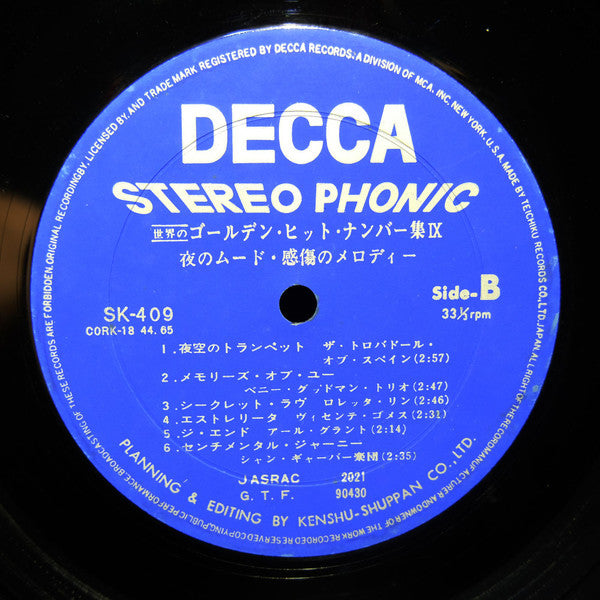 DECCA
STEREO PHONIC
世界のゴールデン・ヒット・ナンバー集Ⅸ
夜のムード・感傷のメロディー
Side-B
SK-409
33⅓rpm
CORK-18 44.65
1.夜空のトランペット ザ・トロバドール・
オブ・スペイン(2:57)
2.メモリーズ・オブ・ユー
ベニー・グッドマン・トリオ(2:47)
3.シークレット・ラヴ ロレッタ・リン(2:46)
4.エストレリータ ヴィセンテ・ゴメス(2:31)
5.ジ・エンド アール・グラント(2:14)
6.センチメンタル・ジャーニー
シャン・ギャーバー楽団(2:35)
JASRAC 2021
G.T.F. 90430
PLANNING & EDITING BY KENSHU-SHUPPAN CO., LTD.
LICENSED BY, AND TRADE MARK REGISTERED BY DECCA RECORDS: A DIVISION OF MCA. INC. NEW YORK. U.S.A. MADE BY TEICHIKU RECORDS CO., LTD. JAPAN. ALL RIGHT OF THE RECORD MANUFACTURER AND OWNER OF THE WORK RECORDED RESERVED COPYING, PUBLIC PERFORMANCE, BROADCASTING OF THESE RECORDS ARE FORBIDDEN. ORIGINAL RECORDING BY.